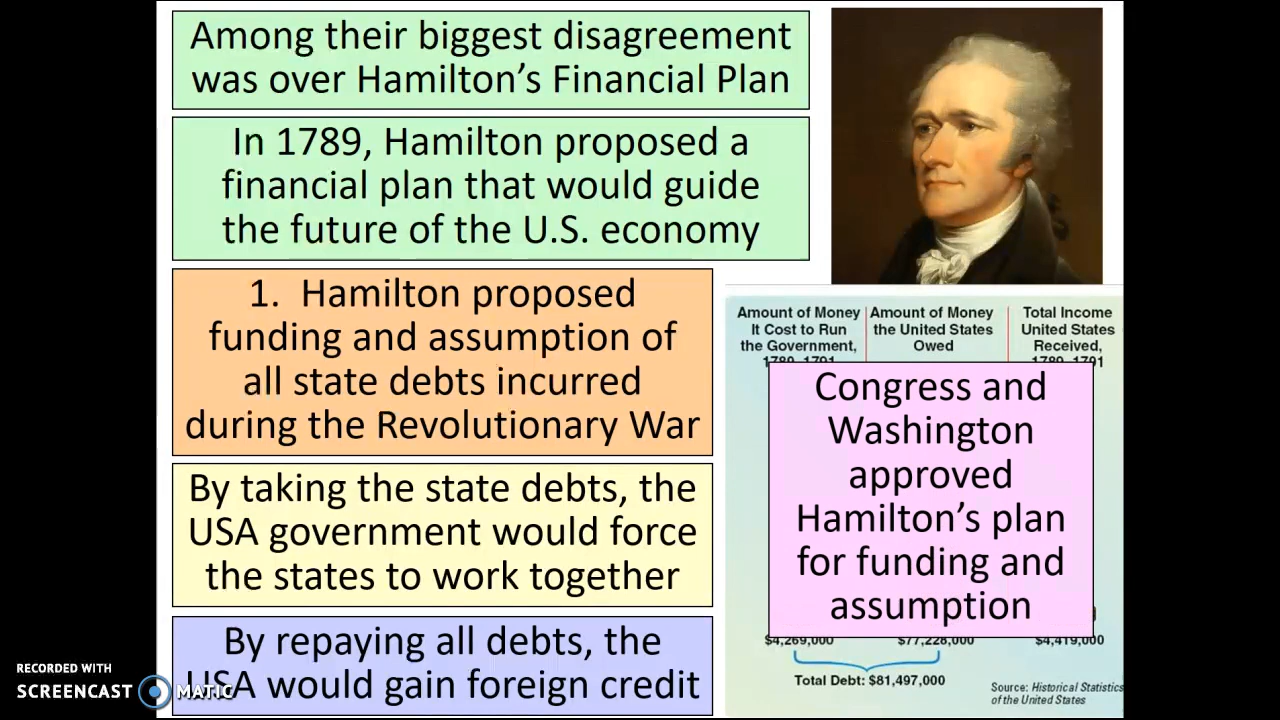 Among their biggest disagreement
was over Hamilton's Financial Plan
In 1789, Hamilton proposed a
financial plan that would guide
the future of the U.S. economy
1. Hamilton proposed
funding and assumption of
all state debts incurred
during the Revolutionary War
By taking the state debts, the
USA government would force
the states to work together
By repaying all debts, the
USA would gain foreign credit
Amount of Money
It Cost to Run
the Government,
1789–1791
Amount of Money
the United States
Owed
Total Income
United States
Received,
1789–1791
Congress and
Washington
approved
Hamilton's plan
for funding and
assumption
$4,269,000
$77,228,000
$4,419,000
Total Debt: $81,497,000
Source: Historical Statistics
of the United States
RECORDED WITH
SCREENCAST MATIC